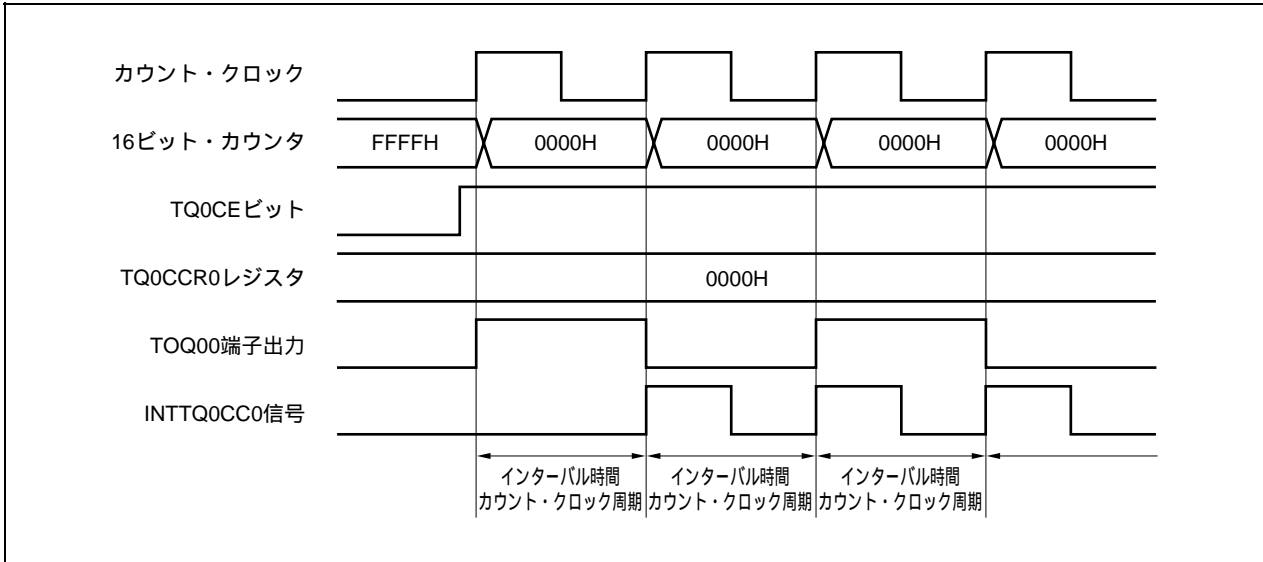 カウント・クロック
16ビット・カウンタ
FFFFH
0000H
0000H
0000H
0000H
TQ0CEビット
TQ0CCR0レジスタ
0000H
TOQ00端子出力
INTTQ0CC0信号
インターバル時間
カウント・クロック周期
インターバル時間
カウント・クロック周期
インターバル時間
カウント・クロック周期